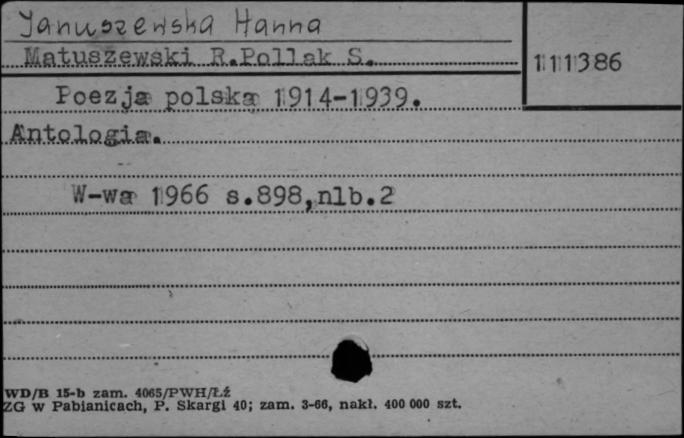 Januszewska Hanna
Matuszewski R.Pollak S.
111386
Poezja polska 1914-1939.
Antologia.
W-wa 1966 s.898,nlb.2
WD/B 15-b zam. 4065/PWH/Łź
ZG w Pabianicach, P. Skargi 40; zam. 3-66, nakł. 400 000 szt.